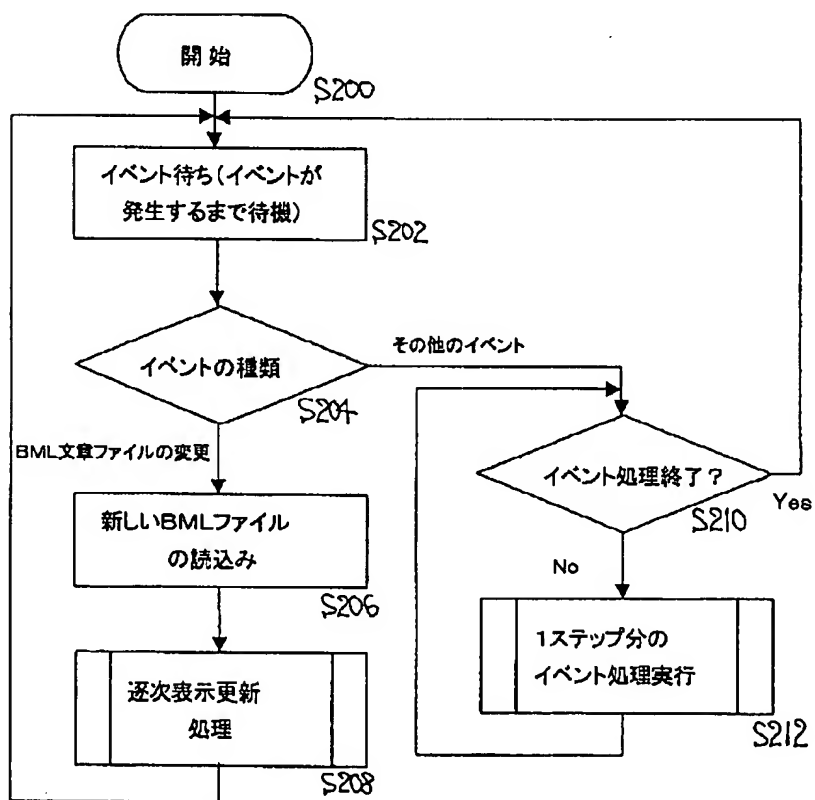 開始
S200
イベント待ち(イベントが
発生するまで待機)
S202
イベントの種類
S204
その他のイベント
BML文章ファイルの変更
新しいBMLファイル
の読込み
S206
逐次表示更新
処理
S208
イベント処理終了?
S210
Yes
No
1ステップ分の
イベント処理実行
S212